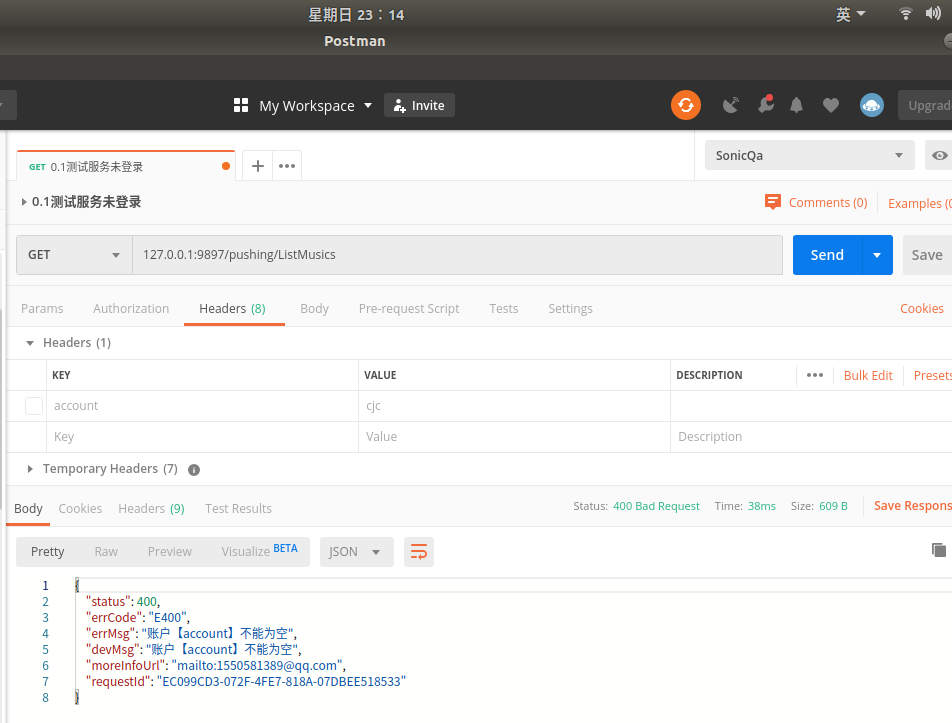 星期日 23：14
英
Postman
My Workspace
Invite
Upgrad
GET 0.1测试服务未登录
SonicQa
0.1测试服务未登录
Comments (0)
Examples (0
GET
127.0.0.1:9897/pushing/ListMusics
Send
Save
Params
Authorization
Headers (8)
Body
Pre-request Script
Tests
Settings
Cookies
Headers (1)
KEY
VALUE
DESCRIPTION
Bulk Edit
Presets
account
cjc
Key
Value
Description
Temporary Headers (7)
Body
Cookies
Headers (9)
Test Results
Status: 400 Bad Request
Time: 38ms
Size: 609 B
Save Respons
Pretty
Raw
Preview
Visualize BETA
JSON
1 {
2 "status": 400,
3 "errCode": "E400",
4 "errMsg": "账户【account】不能为空",
5 "devMsg": "账户【account】不能为空",
6 "moreInfoUrl": "mailto:1550581389@qq.com",
7 "requestId": "EC099CD3-072F-4FE7-818A-07DBEE518533"
8 }